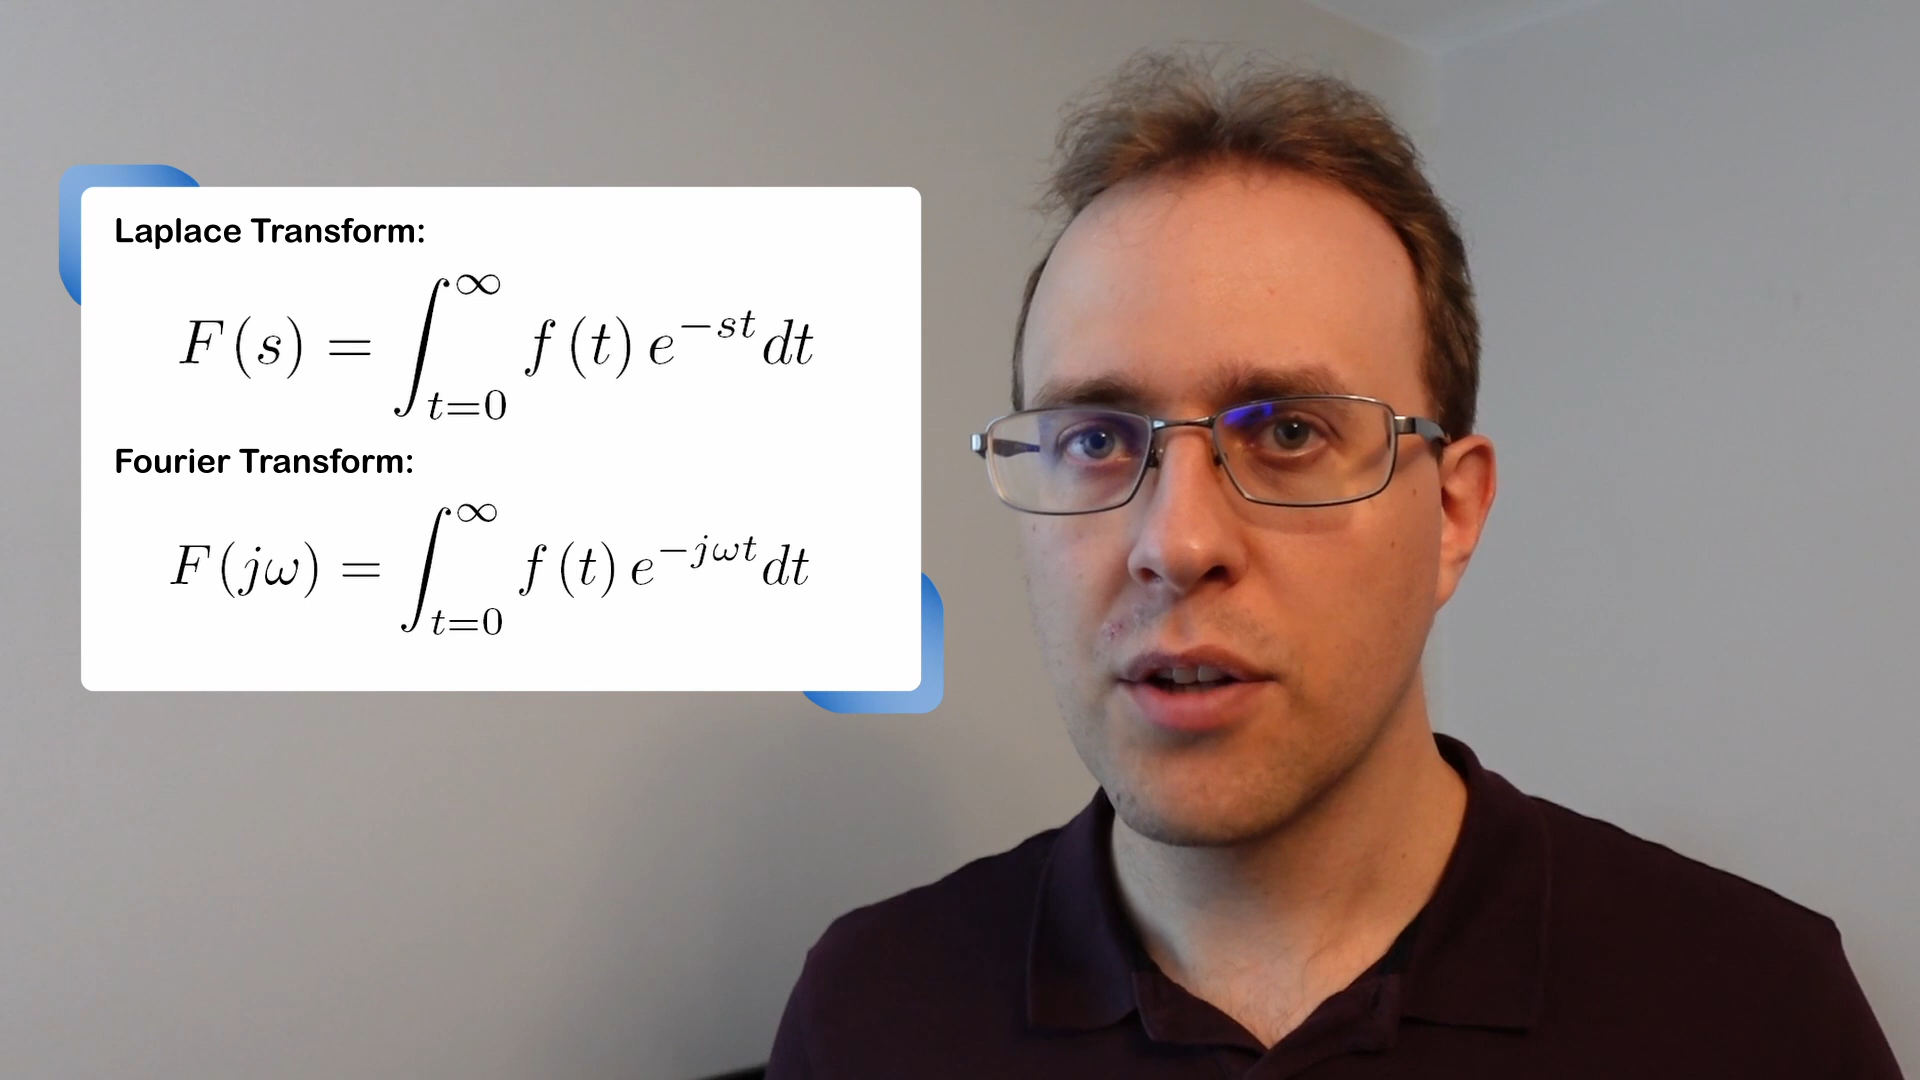 Laplace Transform:
F(s) = ∫_{t=0}^{∞} f(t) e^{-st} dt
Fourier Transform:
F(jω) = ∫_{t=0}^{∞} f(t) e^{-jωt} dt